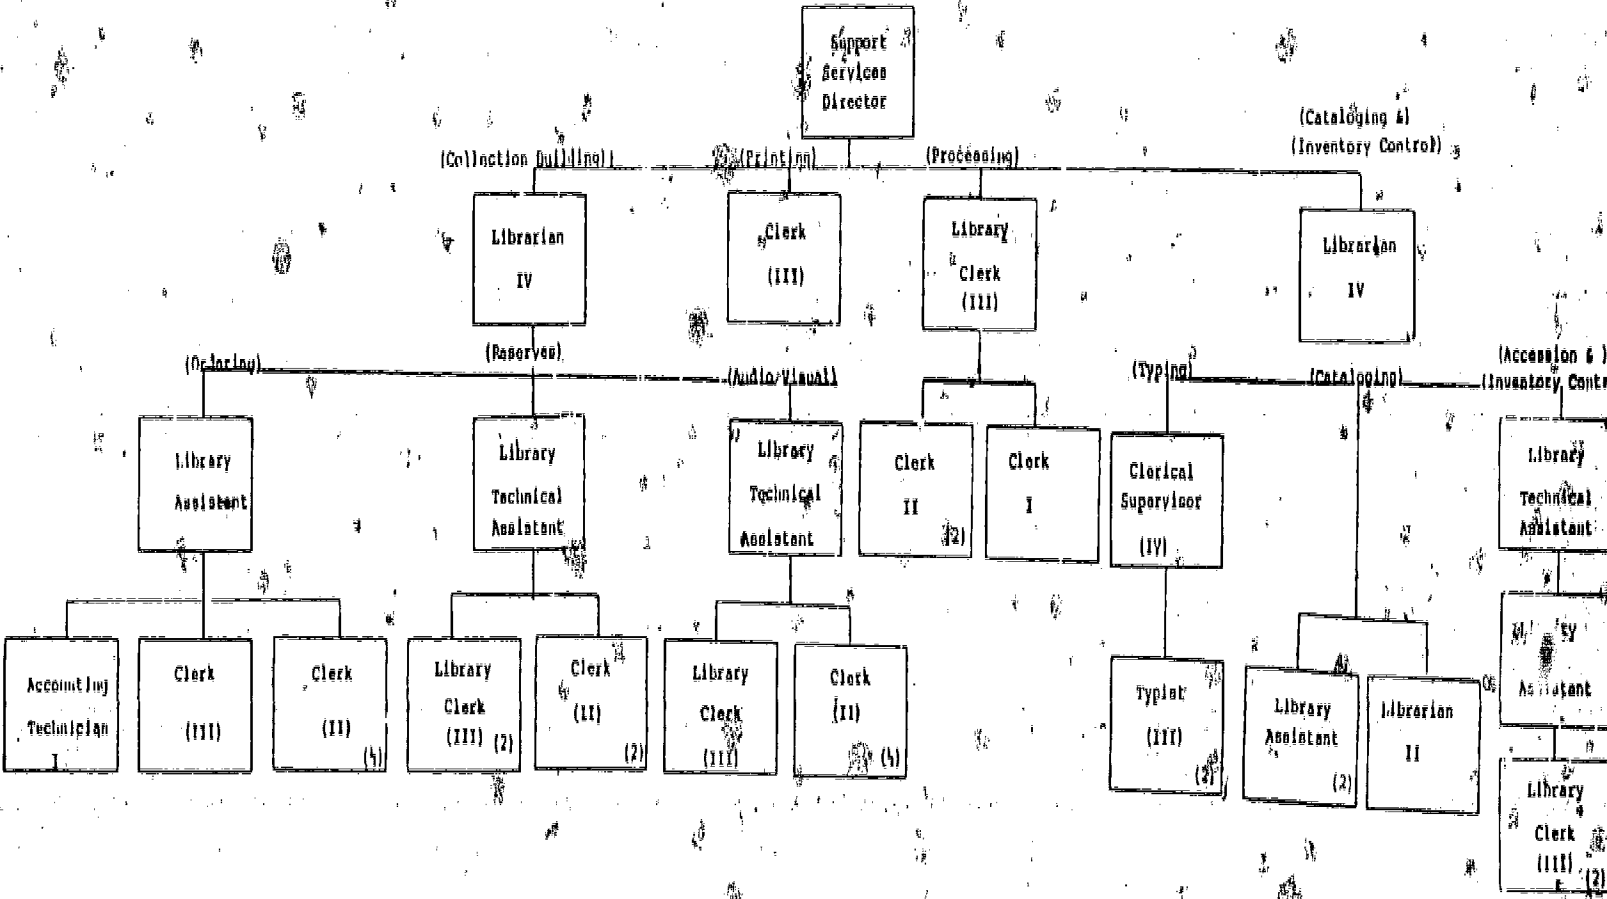 Support
Services
Director
(Collection Building)
(Printing)
(Processing)
(Cataloging &)
(Inventory Control)
Librarian
IV
Clerk
(III)
Library
Clerk
(III)
Librarian
IV
(Ordering)
(Reserves)
(Audio/Visual)
(Typing)
(Cataloging)
(Accession & )
(Inventory Contr
Library
Assistant
Library
Technical
Assistant
Library
Technical
Assistant
Clerk
II
(2)
Clerk
I
Clerical
Supervisor
(IV)
Library
Technical
Assistant
Accounting
Technician
I
Clerk
(III)
Clerk
(II)
(4)
Library
Clerk
(III) (2)
Clerk
(II)
(2)
Library
Clerk
(III)
Clerk
(II)
(4)
Typist
(III)
Library
Assistant
(2)
Librarian
II
Assistant
Library
Clerk
(III)
(2)